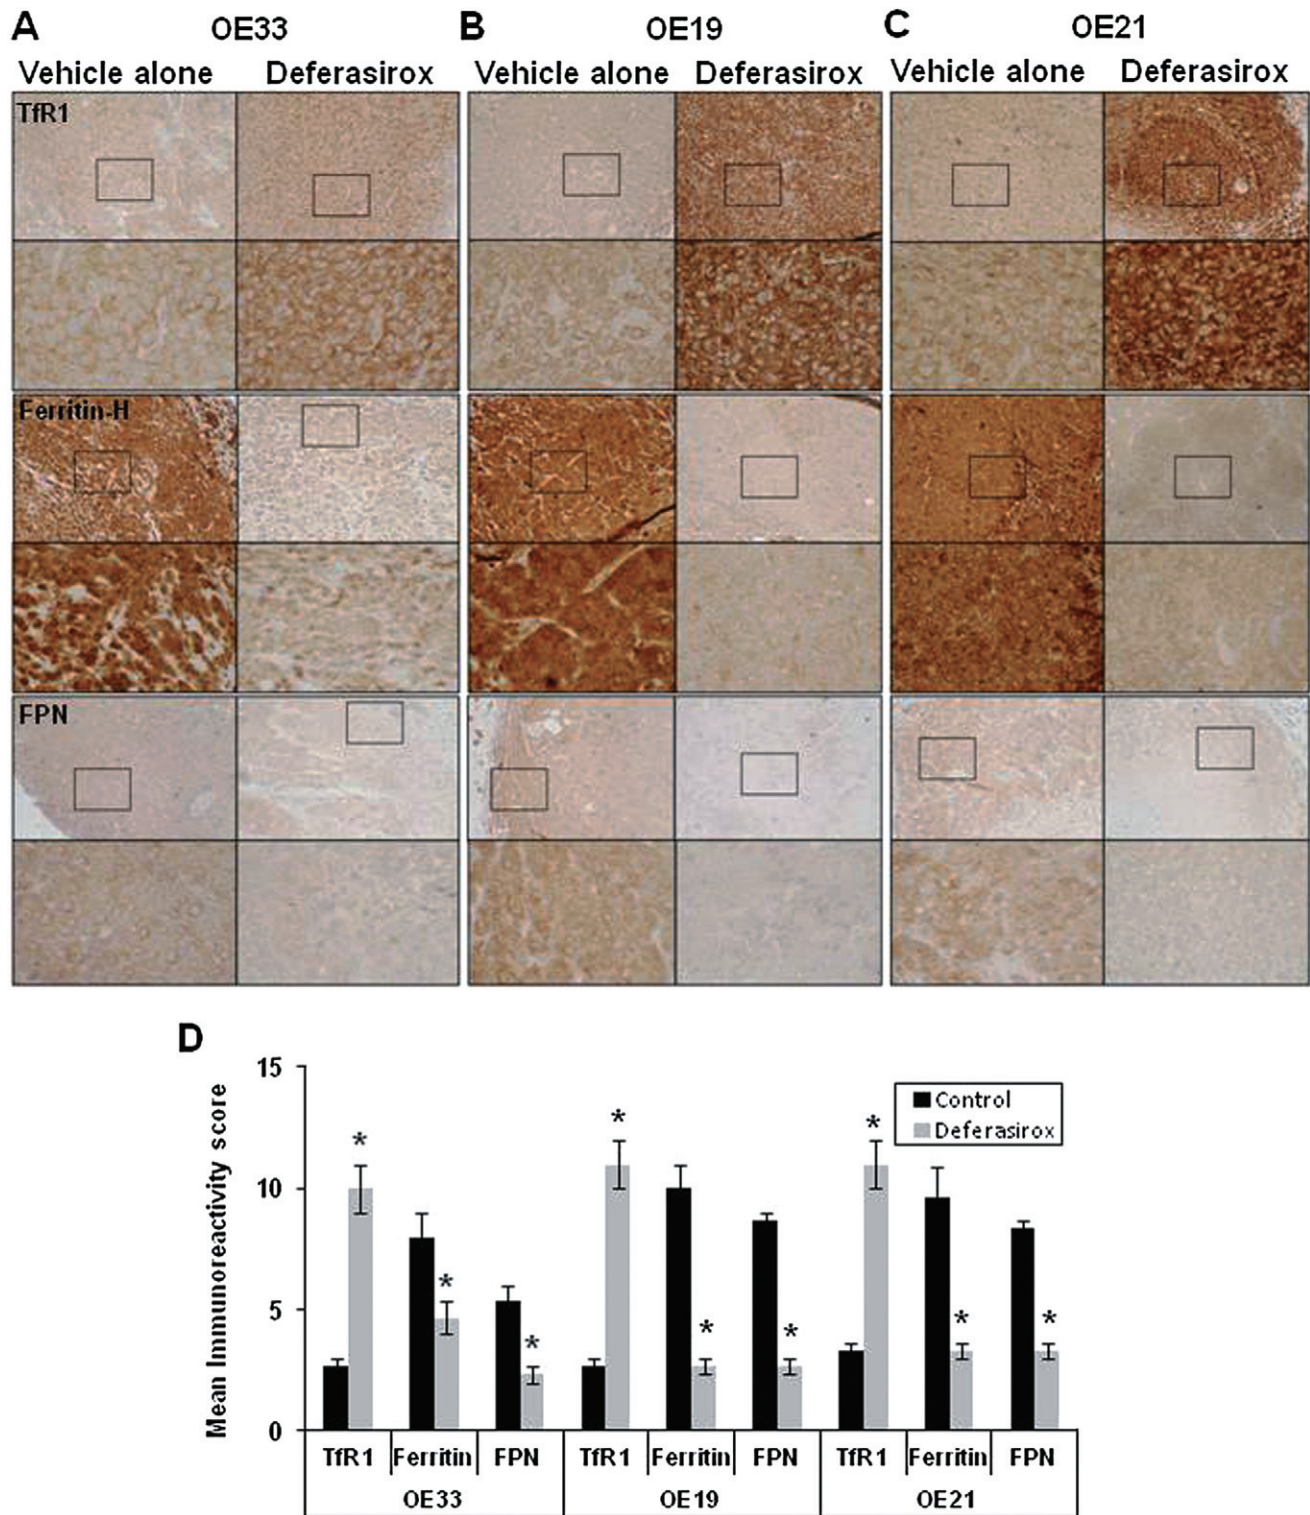 A OE33 B OE19 C OE21
Vehicle alone Deferasirox Vehicle alone Deferasirox Vehicle alone Deferasirox
TfR1
Ferritin-H
FPN
D
Mean Immunoreactivity score
15
10
5
0
Control
Deferasirox
* * * * * * * * *
TfR1 Ferritin FPN TfR1 Ferritin FPN TfR1 Ferritin FPN
OE33 OE19 OE21